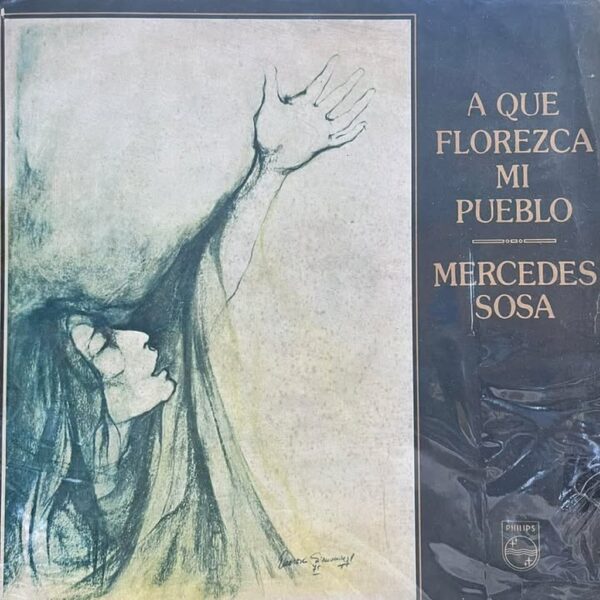 A QUE
FLOREZCA
MI
PUEBLO
MERCEDES
SOSA
PHILIPS